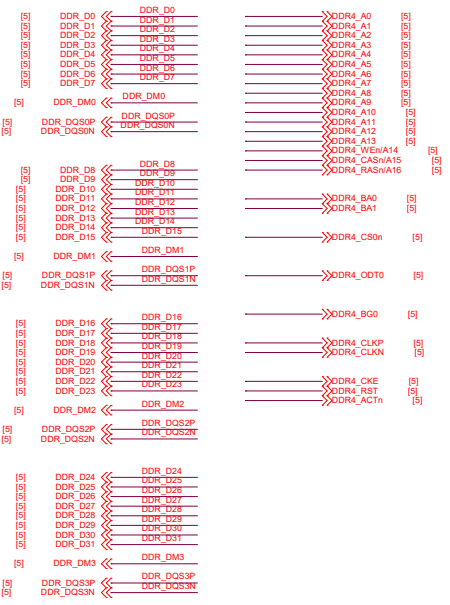 [5] DDR_D0 DDR_D0 DDR4_A0 [5]
[5] DDR_D1 DDR_D1 DDR4_A1 [5]
[5] DDR_D2 DDR_D2 DDR4_A2 [5]
[5] DDR_D3 DDR_D3 DDR4_A3 [5]
[5] DDR_D4 DDR_D4 DDR4_A4 [5]
[5] DDR_D5 DDR_D5 DDR4_A5 [5]
[5] DDR_D6 DDR_D6 DDR4_A6 [5]
[5] DDR_D7 DDR_D7 DDR4_A7 [5]
DDR4_A8 [5]
[5] DDR_DM0 DDR_DM0 DDR4_A9 [5]
DDR4_A10 [5]
[5] DDR_DQS0P DDR_DQS0P DDR4_A11 [5]
[5] DDR_DQS0N DDR_DQS0N DDR4_A12 [5]
DDR4_A13 [5]
DDR4_WEn/A14 [5]
DDR4_CASn/A15 [5]
[5] DDR_D8 DDR_D8 DDR4_RASn/A16 [5]
[5] DDR_D9 DDR_D9
[5] DDR_D10 DDR_D10
[5] DDR_D11 DDR_D11 DDR4_BA0 [5]
[5] DDR_D12 DDR_D12 DDR4_BA1 [5]
[5] DDR_D13 DDR_D13
[5] DDR_D14 DDR_D14
[5] DDR_D15 DDR_D15 DDR4_CS0n [5]
[5] DDR_DM1 DDR_DM1
[5] DDR_DQS1P DDR_DQS1P DDR4_ODT0 [5]
[5] DDR_DQS1N DDR_DQS1N
DDR4_BG0 [5]
[5] DDR_D16 DDR_D16
[5] DDR_D17 DDR_D17
[5] DDR_D18 DDR_D18 DDR4_CLKP [5]
[5] DDR_D19 DDR_D19 DDR4_CLKN [5]
[5] DDR_D20 DDR_D20
[5] DDR_D21 DDR_D21
[5] DDR_D22 DDR_D22 DDR4_CKE [5]
[5] DDR_D23 DDR_D23 DDR4_RST [5]
DDR4_ACTn [5]
[5] DDR_DM2 DDR_DM2
[5] DDR_DQS2P DDR_DQS2P
[5] DDR_DQS2N DDR_DQS2N
[5] DDR_D24 DDR_D24
[5] DDR_D25 DDR_D25
[5] DDR_D26 DDR_D26
[5] DDR_D27 DDR_D27
[5] DDR_D28 DDR_D28
[5] DDR_D29 DDR_D29
[5] DDR_D30 DDR_D30
[5] DDR_D31 DDR_D31
[5] DDR_DM3 DDR_DM3
[5] DDR_DQS3P DDR_DQS3P
[5] DDR_DQS3N DDR_DQS3N